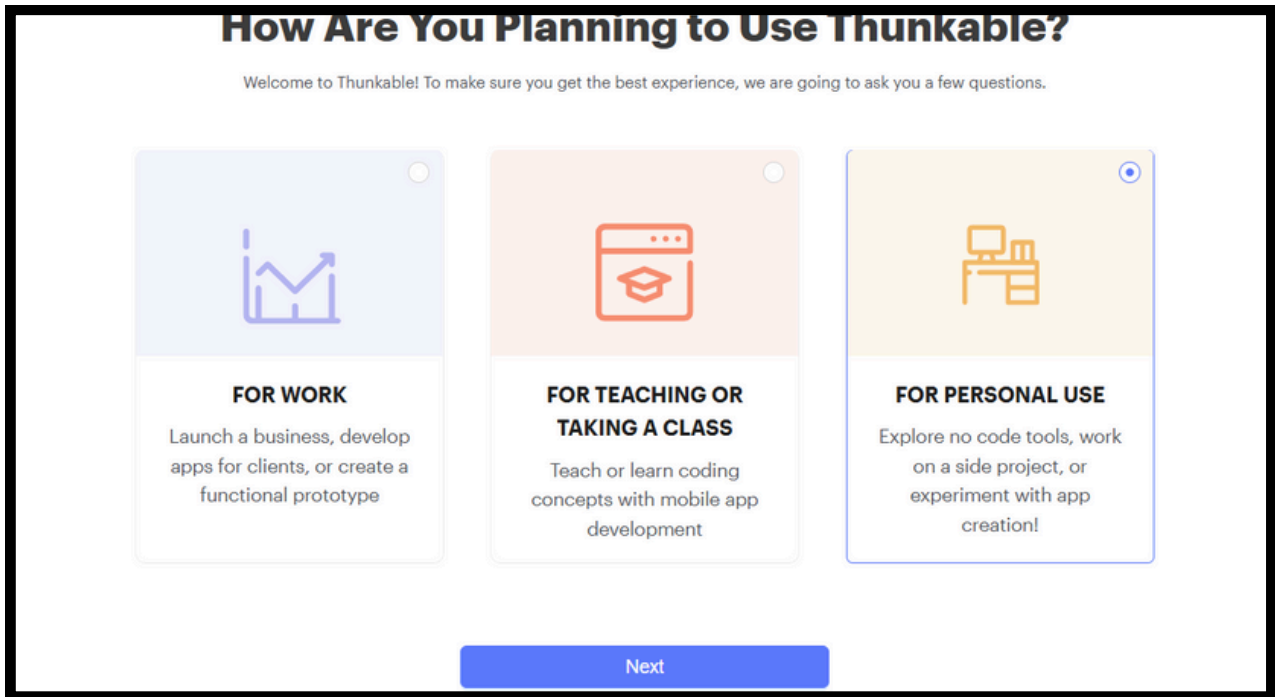 How Are You Planning to Use Thunkable?
Welcome to Thunkable! To make sure you get the best experience, we are going to ask you a few questions.
FOR WORK
Launch a business, develop
apps for clients, or create a
functional prototype
FOR TEACHING OR
TAKING A CLASS
Teach or learn coding
concepts with mobile app
development
FOR PERSONAL USE
Explore no code tools, work
on a side project, or
experiment with app
creation!
Next